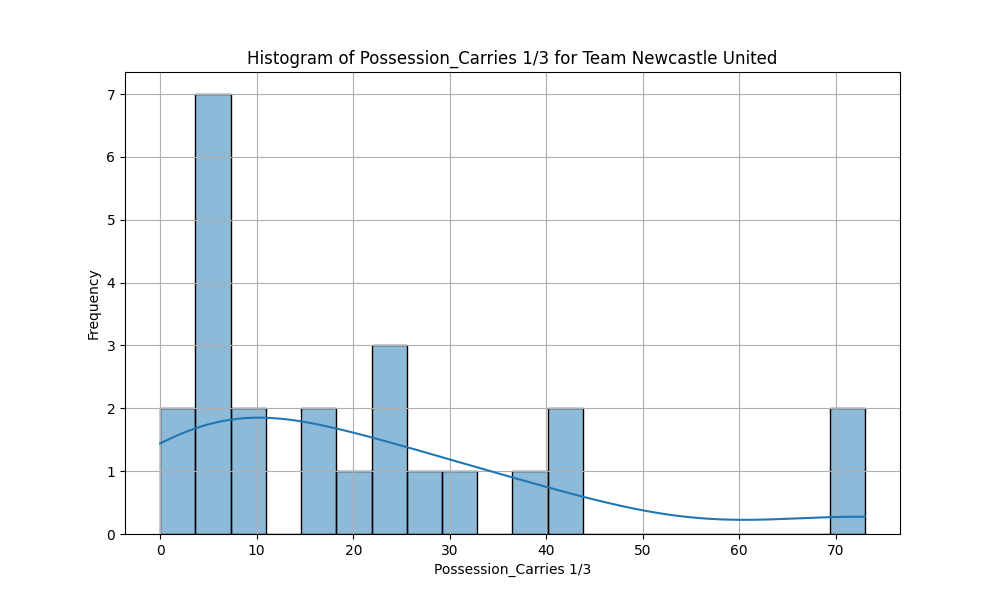 Histogram of Possession_Carries 1/3 for Team Newcastle United
7
6
5
4
3
2
1
0
Frequency
0 10 20 30 40 50 60 70
Possession_Carries 1/3